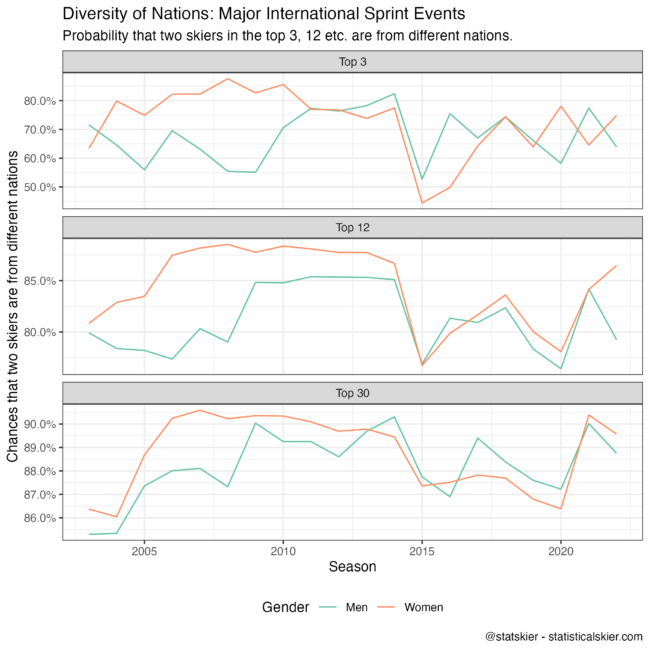 Diversity of Nations: Major International Sprint Events
Probability that two skiers in the top 3, 12 etc. are from different nations.
Chances that two skiers are from different nations
Top 3
80.0%
70.0%
60.0%
50.0%
Top 12
85.0%
80.0%
Top 30
90.0%
89.0%
88.0%
87.0%
86.0%
2005 2010 2015 2020
Season
Gender Men Women
@statskier - statisticalskier.com